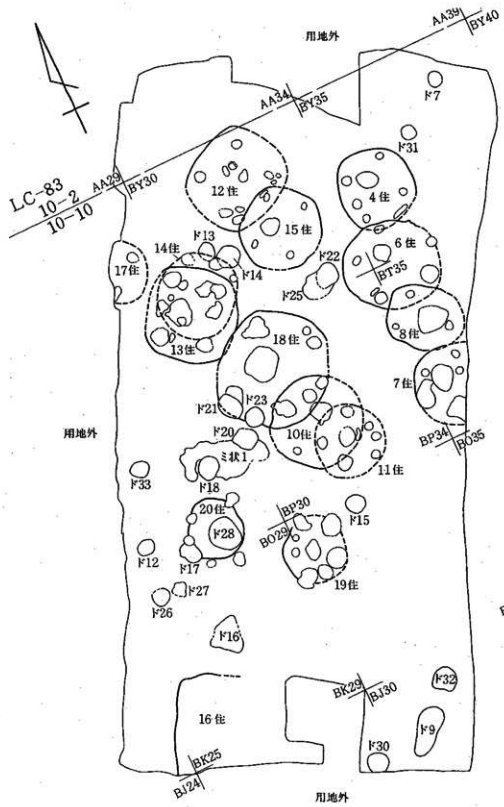 用地外
AA39
BY40
AA34
BY35
ド7
ド31
LC-83
AA29
BY30
10-2
10-10
12住
4住
15住
6住
ド13
14住
ド14
ド22
BT35
17住
ド25
8住
13住
18住
7住
ド21
ド23
用地外
ド20
10住
BP34
BO35
ミ状1
11住
ド33
ド18
20住
BP30
BO29
ド15
ド28
ド12
ド17
19住
ド27
ド26
ド16
BK29
BJ30
ド32
16住
ド9
BK25
BJ24
ド30
用地外